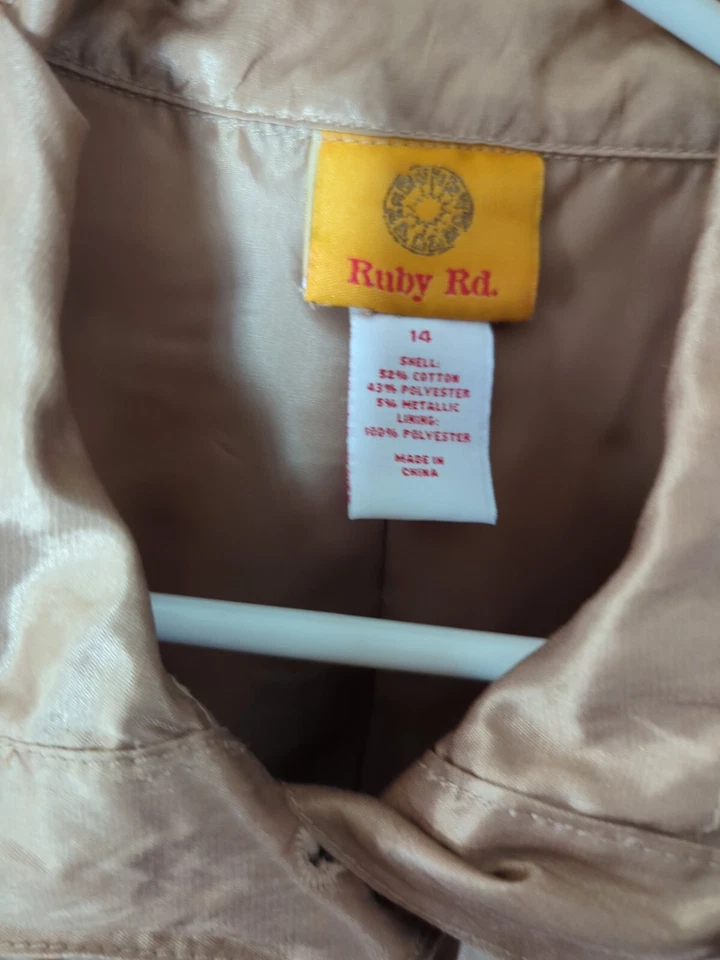 Ruby Rd.
14
SHELL:
52% COTTON
43% POLYESTER
5% METALLIC
LINING:
100% POLYESTER
MADE IN
CHINA